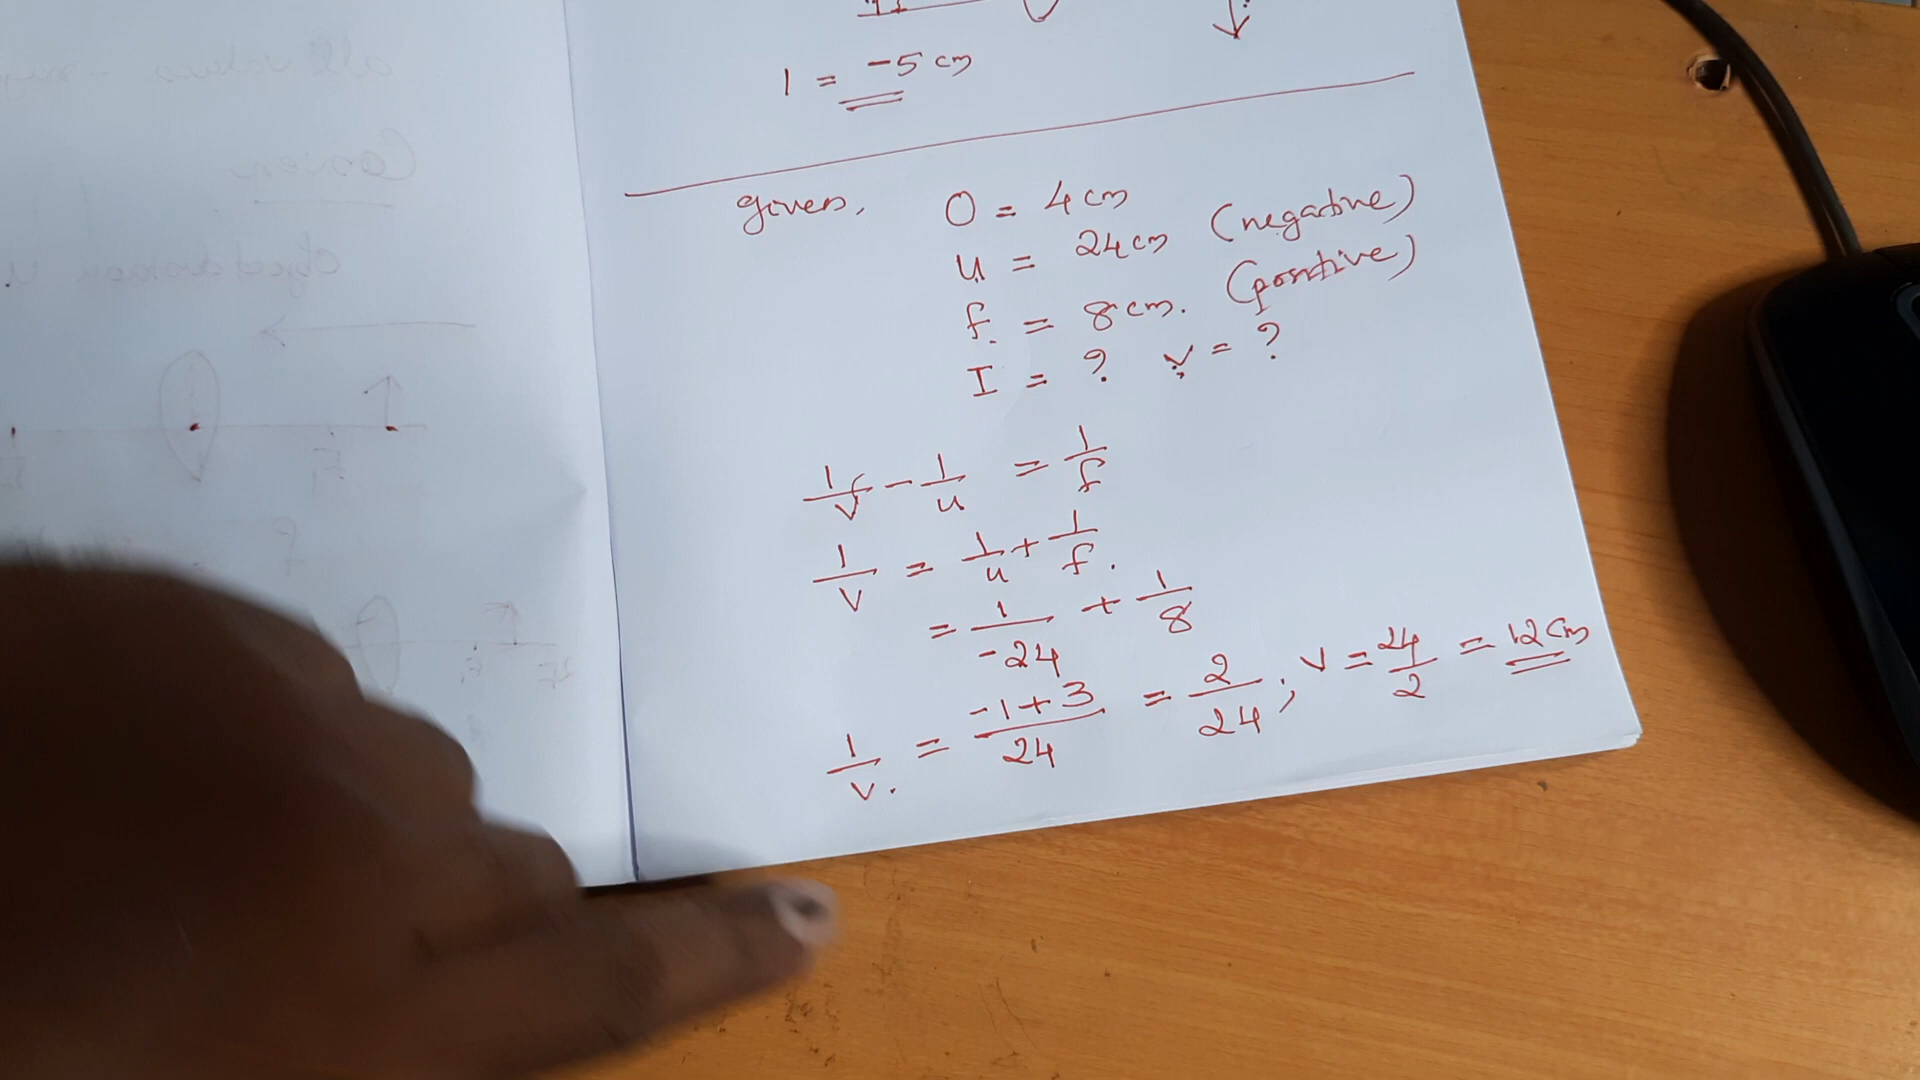 I = -5 cm
given, O = 4 cm
u = 24 cm (negative)
f = 8 cm. (positive)
I = ? v = ?
1/v - 1/u = 1/f
1/v = 1/u + 1/f.
= 1/-24 + 1/8
1/v. = -1+3/24 = 2/24 ; v = 24/2 = 12 cm